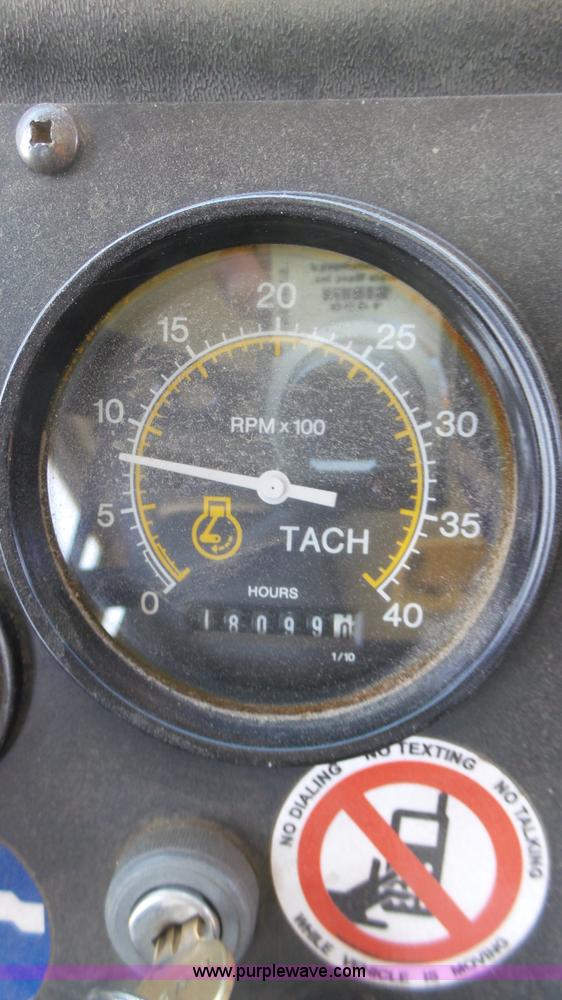 20
15
25
10
30
RPM x 100
5
35
TACH
HOURS
0
40
18099
1/10
NO DIALING NO TEXTING NO TALKING
WHILE VEHICLE IS MOVING
www.purplewave.com